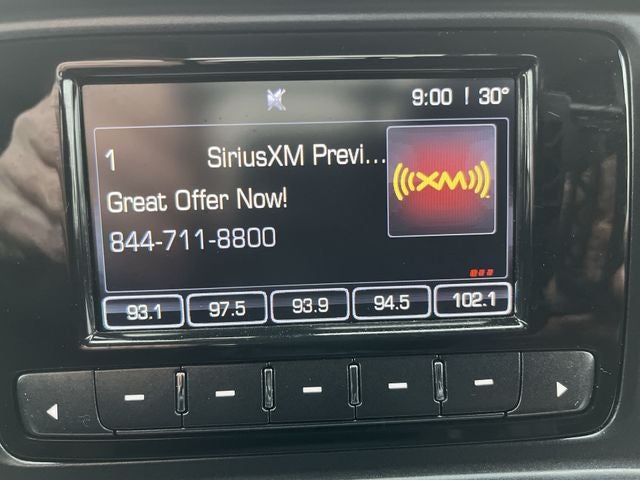 9:00 | 30°
1 SiriusXM Previ...
((XM))
Great Offer Now!
844-711-8800
93.1 97.5 93.9 94.5 102.1